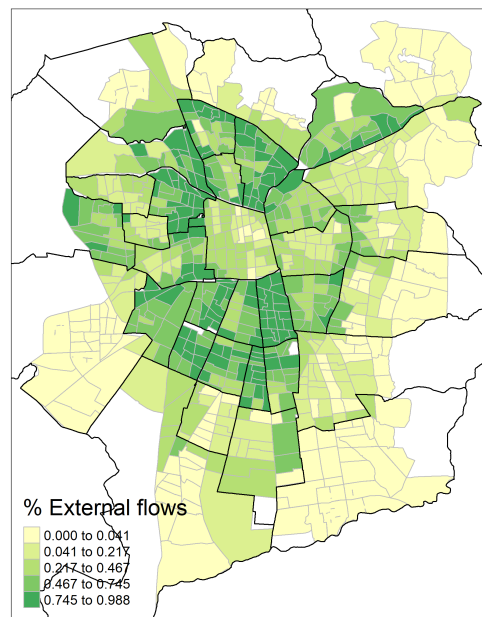 % External flows
0.000 to 0.041
0.041 to 0.217
0.217 to 0.467
0.467 to 0.745
0.745 to 0.988